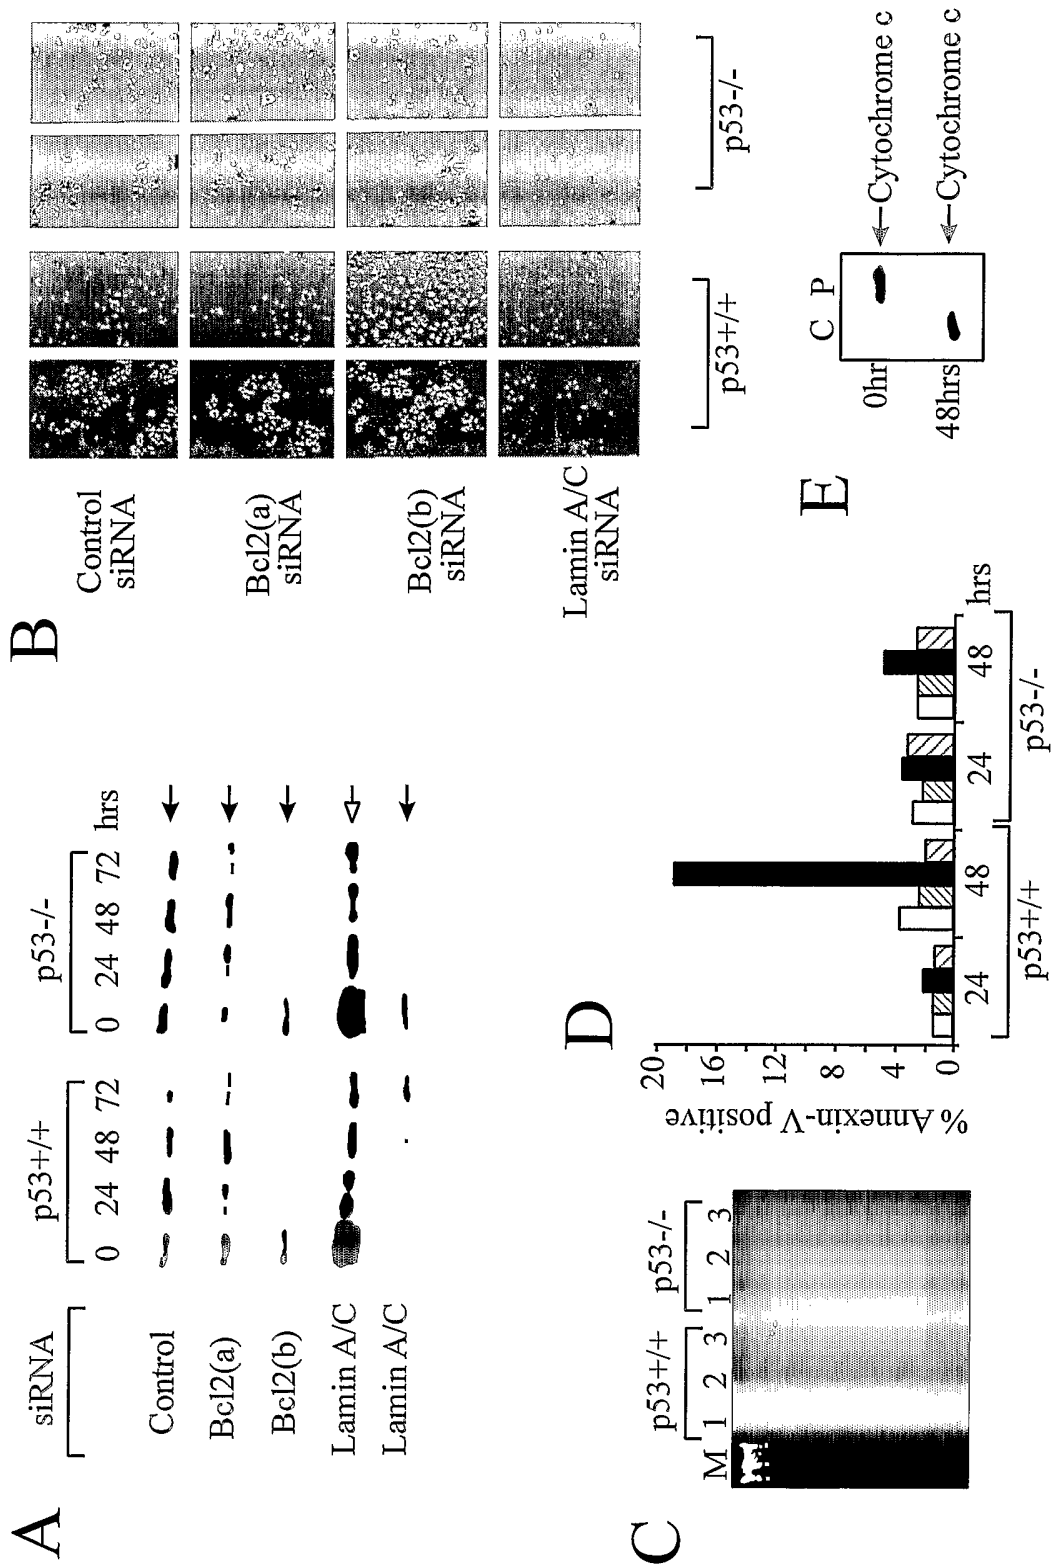 A
siRNA
p53+/+
p53-/-
0 24 48 72
0 24 48 72 hrs
Control
Bcl2(a)
Bcl2(b)
Lamin A/C
Lamin A/C
B
Control
siRNA
Bcl2(a)
siRNA
Bcl2(b)
siRNA
Lamin A/C
siRNA
p53+/+
p53-/-
C
p53+/+
p53-/-
M 1 2 3 1 2 3
D
% Annexin-V positive
20
16
12
8
4
0
24 48 24 48 hrs
p53+/+
p53-/-
E
C P
0hr
Cytochrome c
48hrs
Cytochrome c